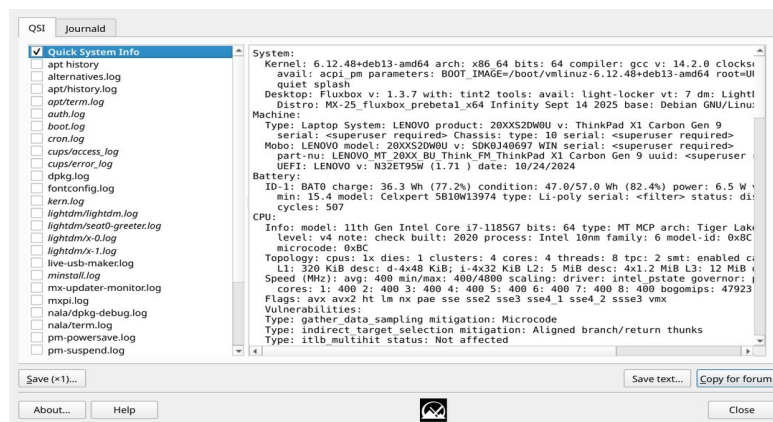 QSI
Journald
Quick System Info
apt history
alternatives.log
apt/history.log
apt/term.log
auth.log
boot.log
cron.log
cups/access_log
cups/error_log
dpkg.log
fontconfig.log
kern.log
lightdm/lightdm.log
lightdm/seat0-greeter.log
lightdm/x-0.log
lightdm/x-1.log
live-usb-maker.log
minstall.log
mx-updater-monitor.log
mxpi.log
nala/dpkg-debug.log
nala/term.log
pm-powersave.log
pm-suspend.log
System:
Kernel: 6.12.48+deb13-amd64 arch: x86_64 bits: 64 compiler: gcc v: 14.2.0 clocks
avail: acpi_pm parameters: BOOT_IMAGE=/boot/vmlinuz-6.12.48+deb13-amd64 root=U
quiet splash
Desktop: Fluxbox v: 1.3.7 with: tint2 tools: avail: light-locker vt: 7 dm: Light
Distro: MX-25_fluxbox_prebeta1_x64 Infinity Sept 14 2025 base: Debian GNU/Linu
Machine:
Type: Laptop System: LENOVO product: 20XXS2DW0U v: ThinkPad X1 Carbon Gen 9
serial: <superuser required> Chassis: type: 10 serial: <superuser required>
Mobo: LENOVO model: 20XXS2DW0U v: SDK0J40697 WIN serial: <superuser required>
part-nu: LENOVO_MT_20XX_BU_Think_FM_ThinkPad X1 Carbon Gen 9 uuid: <superuser
UEFI: LENOVO v: N32ET95W (1.71 ) date: 10/24/2024
Battery:
ID-1: BAT0 charge: 36.3 Wh (77.2%) condition: 47.0/57.0 Wh (82.4%) power: 6.5 W
min: 15.4 model: Celxpert 5B10W13974 type: Li-poly serial: <filter> status: di
cycles: 507
CPU:
Info: model: 11th Gen Intel Core i7-1185G7 bits: 64 type: MT MCP arch: Tiger Lak
level: v4 note: check built: 2020 process: Intel 10nm family: 6 model-id: 0x8C
microcode: 0xBC
Topology: cpus: 1x dies: 1 clusters: 4 cores: 4 threads: 8 tpc: 2 smt: enabled c
L1: 320 KiB desc: d-4x48 KiB; i-4x32 KiB L2: 5 MiB desc: 4x1.2 MiB L3: 12 MiB
Speed (MHz): avg: 400 min/max: 400/4800 scaling: driver: intel_pstate governor:
cores: 1: 400 2: 400 3: 400 4: 400 5: 400 6: 400 7: 400 8: 400 bogomips: 47923
Flags: avx avx2 ht lm nx pae sse sse2 sse3 sse4_1 sse4_2 ssse3 vmx
Vulnerabilities:
Type: gather_data_sampling mitigation: Microcode
Type: indirect_target_selection mitigation: Aligned branch/return thunks
Type: itlb_multihit status: Not affected
Save (×1)...
Save text...
Copy for forum
About...
Help
Close